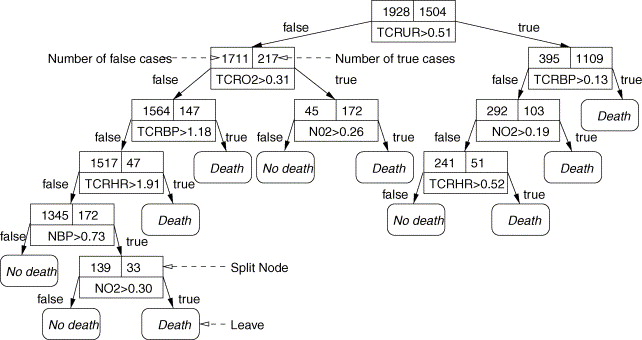 1928 1504
TCRUR>0.51
false true
Number of false cases 1711 217 Number of true cases
TCRO2>0.31
395 1109
TCRBP>0.13
false true false true
1564 147
TCRBP>1.18
45 172
N02>0.26
292 103
NO2>0.19
Death
false true false true false true
1517 47
TCRHR>1.91
Death No death Death
241 51
TCRHR>0.52
Death
false true false true
1345 172
NBP>0.73
Death No death Death
false true
No death
139 33
NO2>0.30
Split Node
false true
No death Death Leave